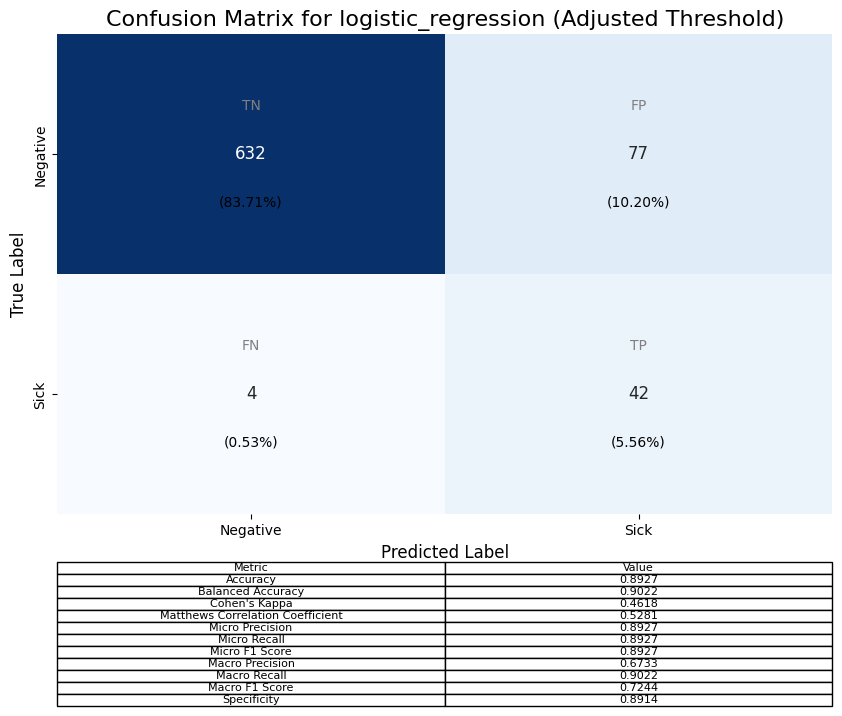 Confusion Matrix for logistic_regression (Adjusted Threshold)
True Label
Negative
TN
632
(83.71%)
FP
77
(10.20%)
Sick
FN
4
(0.53%)
TP
42
(5.56%)
Negative Sick
Predicted Label
Metric Value
Accuracy 0.8927
Balanced Accuracy 0.9022
Cohen's Kappa 0.4618
Matthews Correlation Coefficient 0.5281
Micro Precision 0.8927
Micro Recall 0.8927
Micro F1 Score 0.8927
Macro Precision 0.6733
Macro Recall 0.9022
Macro F1 Score 0.7244
Specificity 0.8914